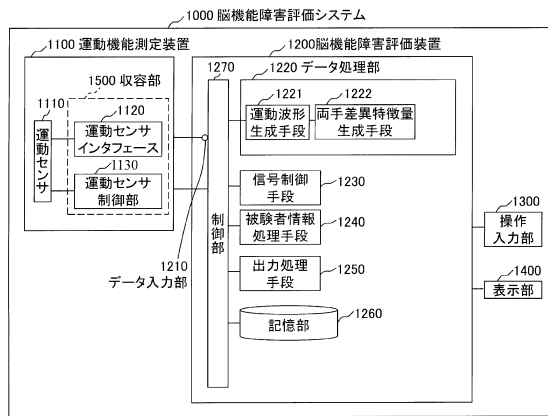 1000 脳機能障害評価システム
1100 運動機能測定装置
1200脳機能障害評価装置
1500 収容部
1270
1220 データ処理部
1110
1120
1221
1222
運動センサ
運動センサ
インタフェース
運動波形
生成手段
両手差異特徴量
生成手段
1130
運動センサ
制御部
信号制御
手段
1230
制御部
被験者情報
処理手段
1240
1300
操作
入力部
1210
データ入力部
出力処理
手段
1250
1400
表示部
記憶部
1260